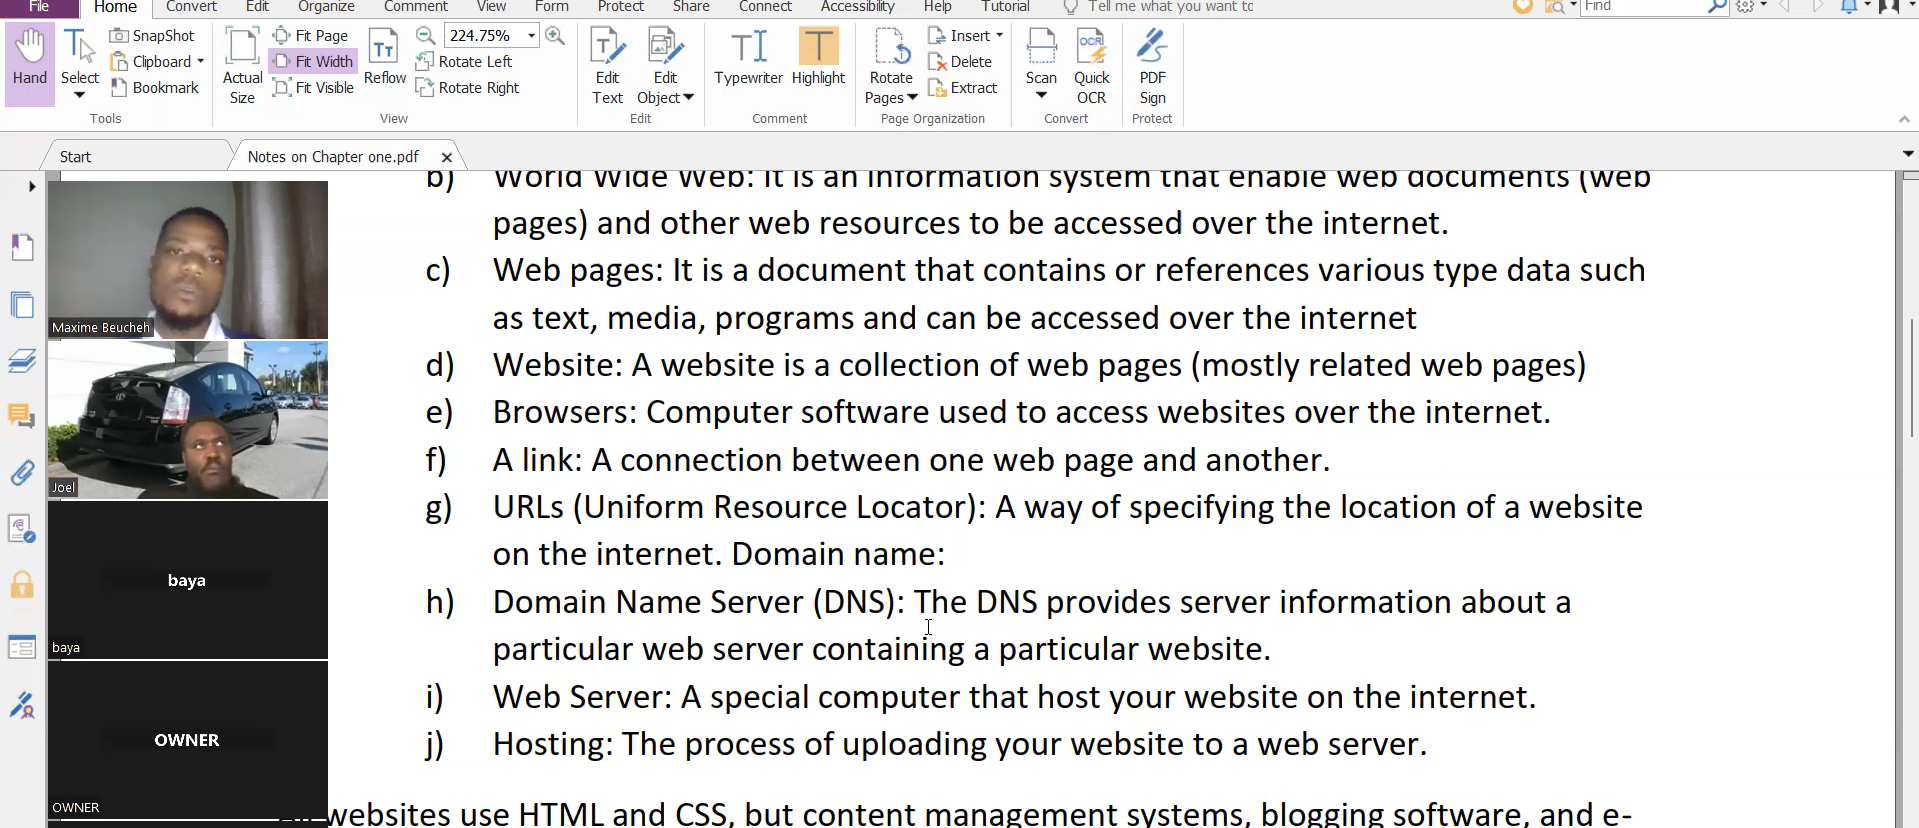 File Home Convert Edit Organize Comment View Form Protect Share Connect Accessibility Help Tutorial Tell me what you want to Find
SnapShot Fit Page 224.75% Insert
Clipboard Fit Width Rotate Left Delete
Bookmark Fit Visible Rotate Right Extract
Hand Select Actual Size Reflow Edit Text Edit Object Typewriter Highlight Rotate Pages Scan Quick OCR PDF Sign
Tools View Edit Comment Page Organization Convert Protect
Start Notes on Chapter one.pdf
b) World Wide Web: It is an information system that enable web documents (web
pages) and other web resources to be accessed over the internet.
c) Web pages: It is a document that contains or references various type data such
as text, media, programs and can be accessed over the internet
d) Website: A website is a collection of web pages (mostly related web pages)
e) Browsers: Computer software used to access websites over the internet.
f) A link: A connection between one web page and another.
g) URLs (Uniform Resource Locator): A way of specifying the location of a website
on the internet. Domain name:
h) Domain Name Server (DNS): The DNS provides server information about a
particular web server containing a particular website.
i) Web Server: A special computer that host your website on the internet.
j) Hosting: The process of uploading your website to a web server.
websites use HTML and CSS, but content management systems, blogging software, and e-
Maxime Beucheh
Joel
baya
baya
OWNER
OWNER